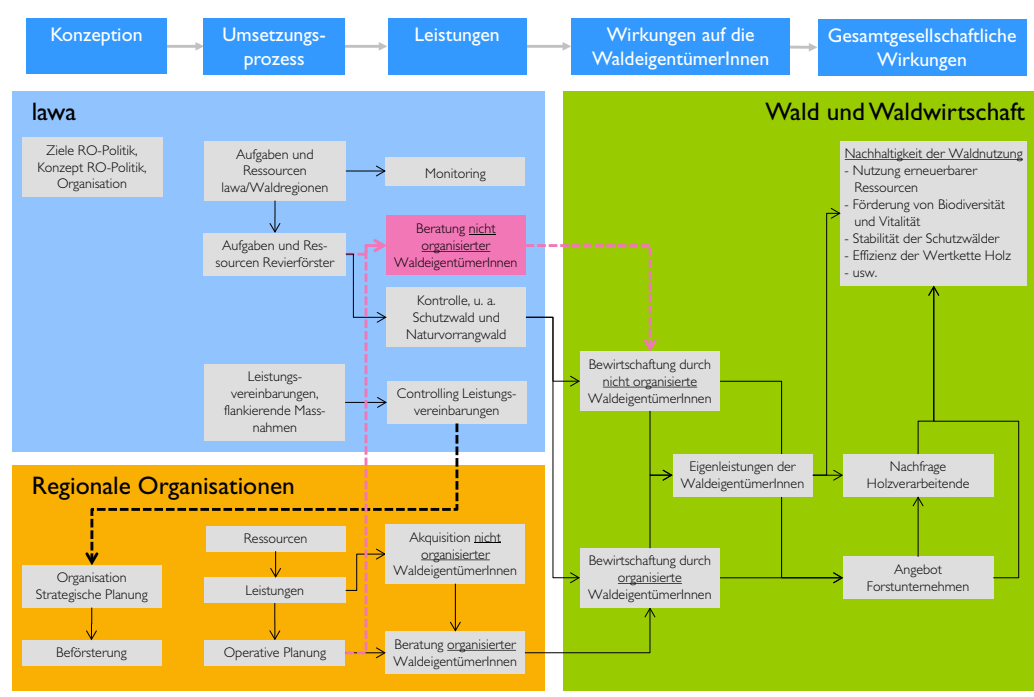 Konzeption
Umsetzungs-
prozess
Leistungen
Wirkungen auf die
WaldeigentümerInnen
Gesamtgesellschaftliche
Wirkungen
lawa
Ziele RO-Politik,
Konzept RO-Politik,
Organisation
Aufgaben und
Ressourcen
lawa/Waldregionen
Monitoring
Aufgaben und Res-
sourcen Revierförster
Beratung nicht
organisierter
WaldeigentümerInnen
Kontrolle, u. a.
Schutzwald und
Naturvorrangwald
Leistungs-
vereinbarungen,
flankierende Mass-
nahmen
Controlling Leistungs-
vereinbarungen
Regionale Organisationen
Organisation
Strategische Planung
Beförsterung
Ressourcen
Leistungen
Operative Planung
Akquisition nicht
organisierter
WaldeigentümerInnen
Beratung organisierter
WaldeigentümerInnen
Wald und Waldwirtschaft
Nachhaltigkeit der Waldnutzung
- Nutzung erneuerbarer
Ressourcen
- Förderung von Biodiversität
und Vitalität
- Stabilität der Schutzwälder
- Effizienz der Wertkette Holz
- usw.
Bewirtschaftung durch
nicht organisierte
WaldeigentümerInnen
Eigenleistungen der
WaldeigentümerInnen
Nachfrage
Holzverarbeitende
Bewirtschaftung durch
organisierte
WaldeigentümerInnen
Angebot
Forstunternehmen